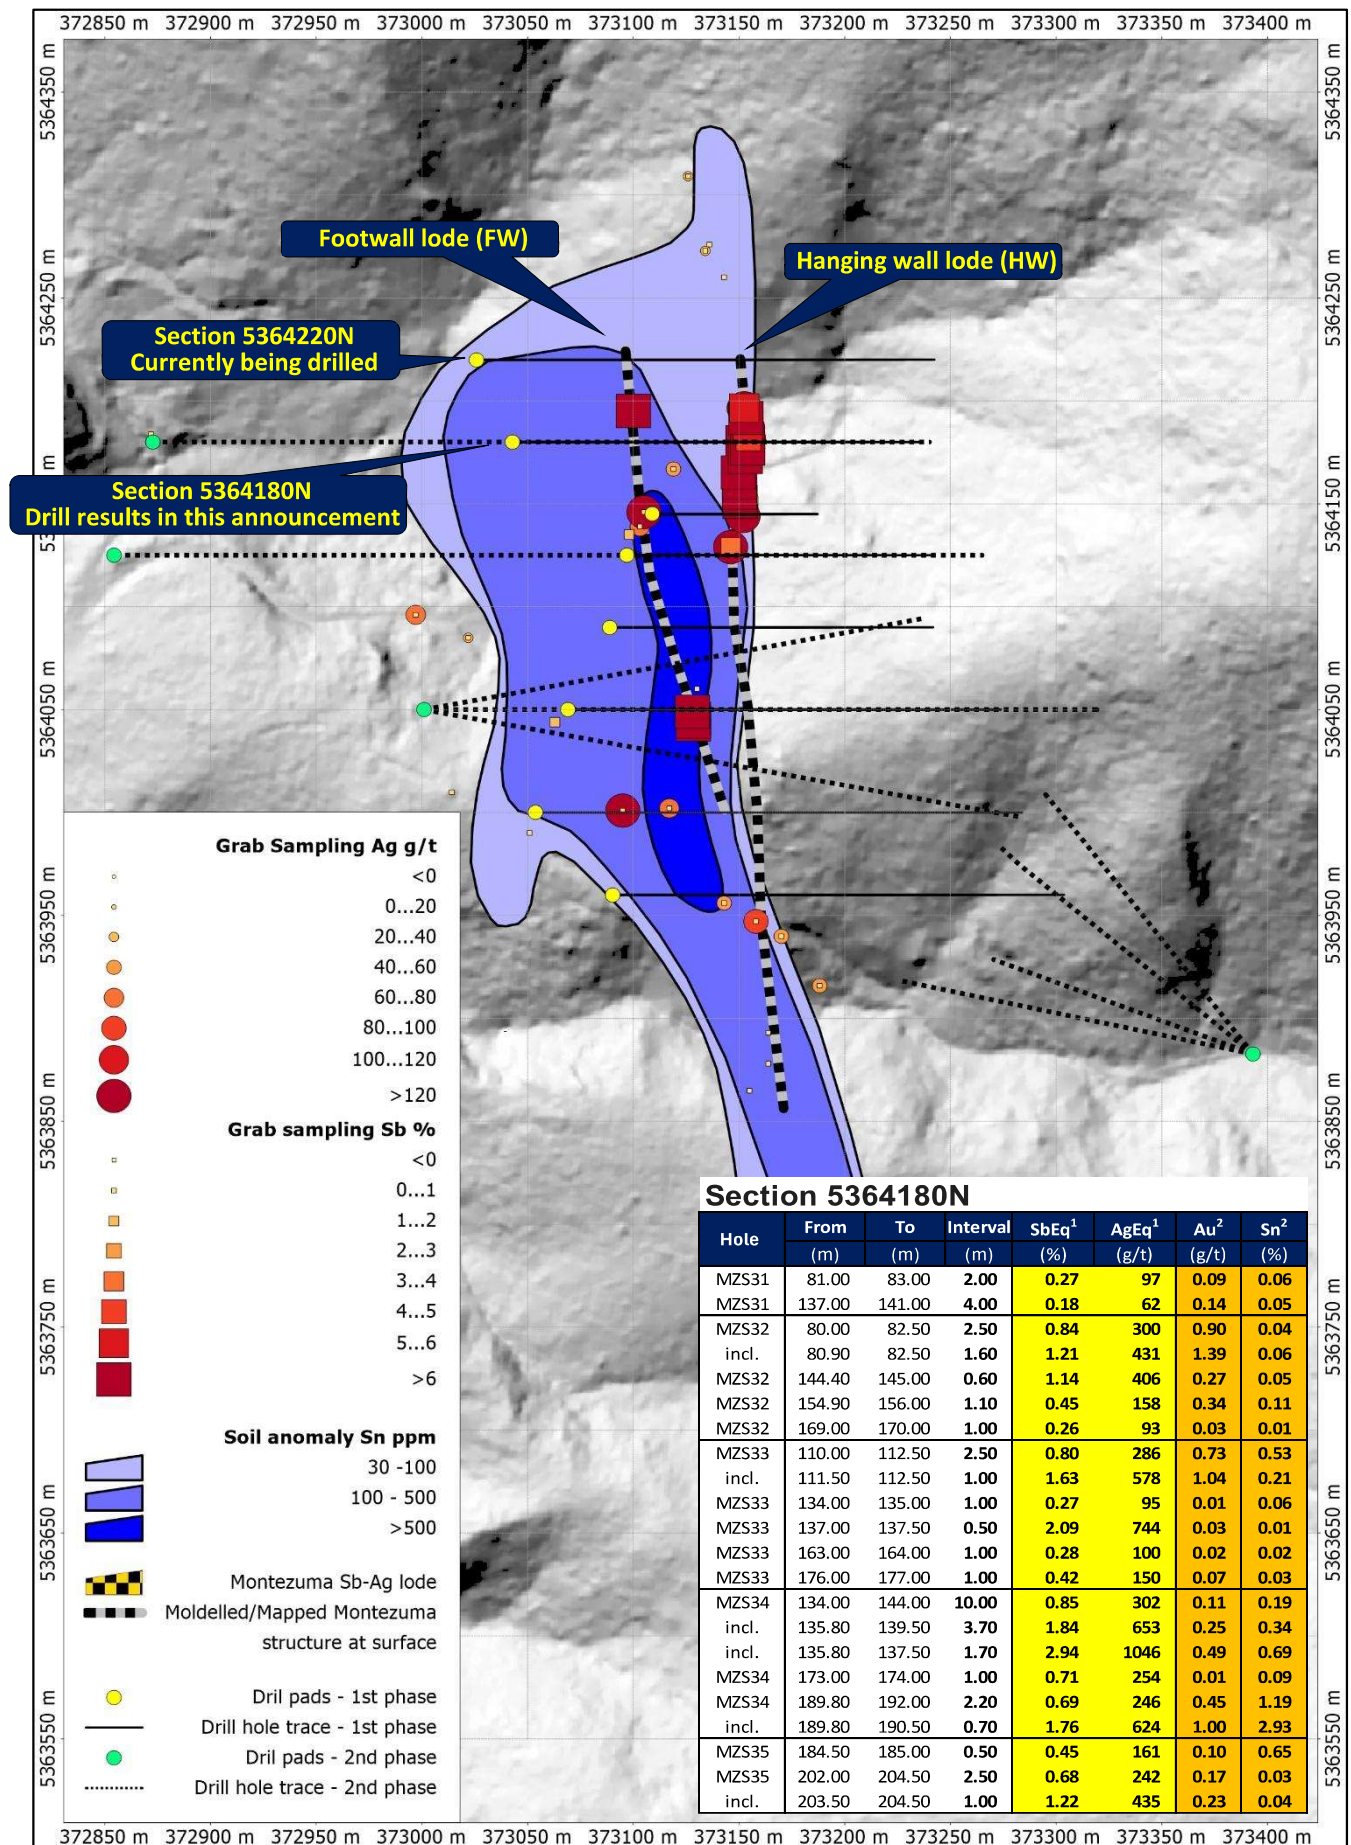 372850 m 372900 m 372950 m 373000 m 373050 m 373100 m 373150 m 373200 m 373250 m 373300 m 373350 m 373400 m
5364350 m
5364350 m
Footwall lode (FW)
Hanging wall lode (HW)
5364250 m
5364250 m
Section 5364220N
Currently being drilled
Section 5364180N
Drill results in this announcement
m
5364150 m
5364050 m
5364050 m
5363950 m
5363950 m
5363850 m
5363850 m
5363750 m
5363750 m
5363650 m
5363650 m
5363550 m
5363550 m
Grab Sampling Ag g/t
<0
0...20
20...40
40...60
60...80
80...100
100...120
>120
Grab sampling Sb %
<0
0...1
1...2
2...3
3...4
4...5
5...6
>6
Soil anomaly Sn ppm
30 -100
100 - 500
>500
Montezuma Sb-Ag lode
Moldelled/Mapped Montezuma
structure at surface
Dril pads - 1st phase
Drill hole trace - 1st phase
Dril pads - 2nd phase
Drill hole trace - 2nd phase
Section 5364180N
Hole From To Interval SbEq1 AgEq1 Au2 Sn2
(m) (m) (m) (%) (g/t) (g/t) (%)
MZS31 81.00 83.00 2.00 0.27 97 0.09 0.06
MZS31 137.00 141.00 4.00 0.18 62 0.14 0.05
MZS32 80.00 82.50 2.50 0.84 300 0.90 0.04
incl. 80.90 82.50 1.60 1.21 431 1.39 0.06
MZS32 144.40 145.00 0.60 1.14 406 0.27 0.05
MZS32 154.90 156.00 1.10 0.45 158 0.34 0.11
MZS32 169.00 170.00 1.00 0.26 93 0.03 0.01
MZS33 110.00 112.50 2.50 0.80 286 0.73 0.53
incl. 111.50 112.50 1.00 1.63 578 1.04 0.21
MZS33 134.00 135.00 1.00 0.27 95 0.01 0.06
MZS33 137.00 137.50 0.50 2.09 744 0.03 0.01
MZS33 163.00 164.00 1.00 0.28 100 0.02 0.02
MZS33 176.00 177.00 1.00 0.42 150 0.07 0.03
MZS34 134.00 144.00 10.00 0.85 302 0.11 0.19
incl. 135.80 139.50 3.70 1.84 653 0.25 0.34
incl. 135.80 137.50 1.70 2.94 1046 0.49 0.69
MZS34 173.00 174.00 1.00 0.71 254 0.01 0.09
MZS34 189.80 192.00 2.20 0.69 246 0.45 1.19
incl. 189.80 190.50 0.70 1.76 624 1.00 2.93
MZS35 184.50 185.00 0.50 0.45 161 0.10 0.65
MZS35 202.00 204.50 2.50 0.68 242 0.17 0.03
incl. 203.50 204.50 1.00 1.22 435 0.23 0.04
372850 m 372900 m 372950 m 373000 m 373050 m 373100 m 373150 m 373200 m 373250 m 373300 m 373350 m 373400 m